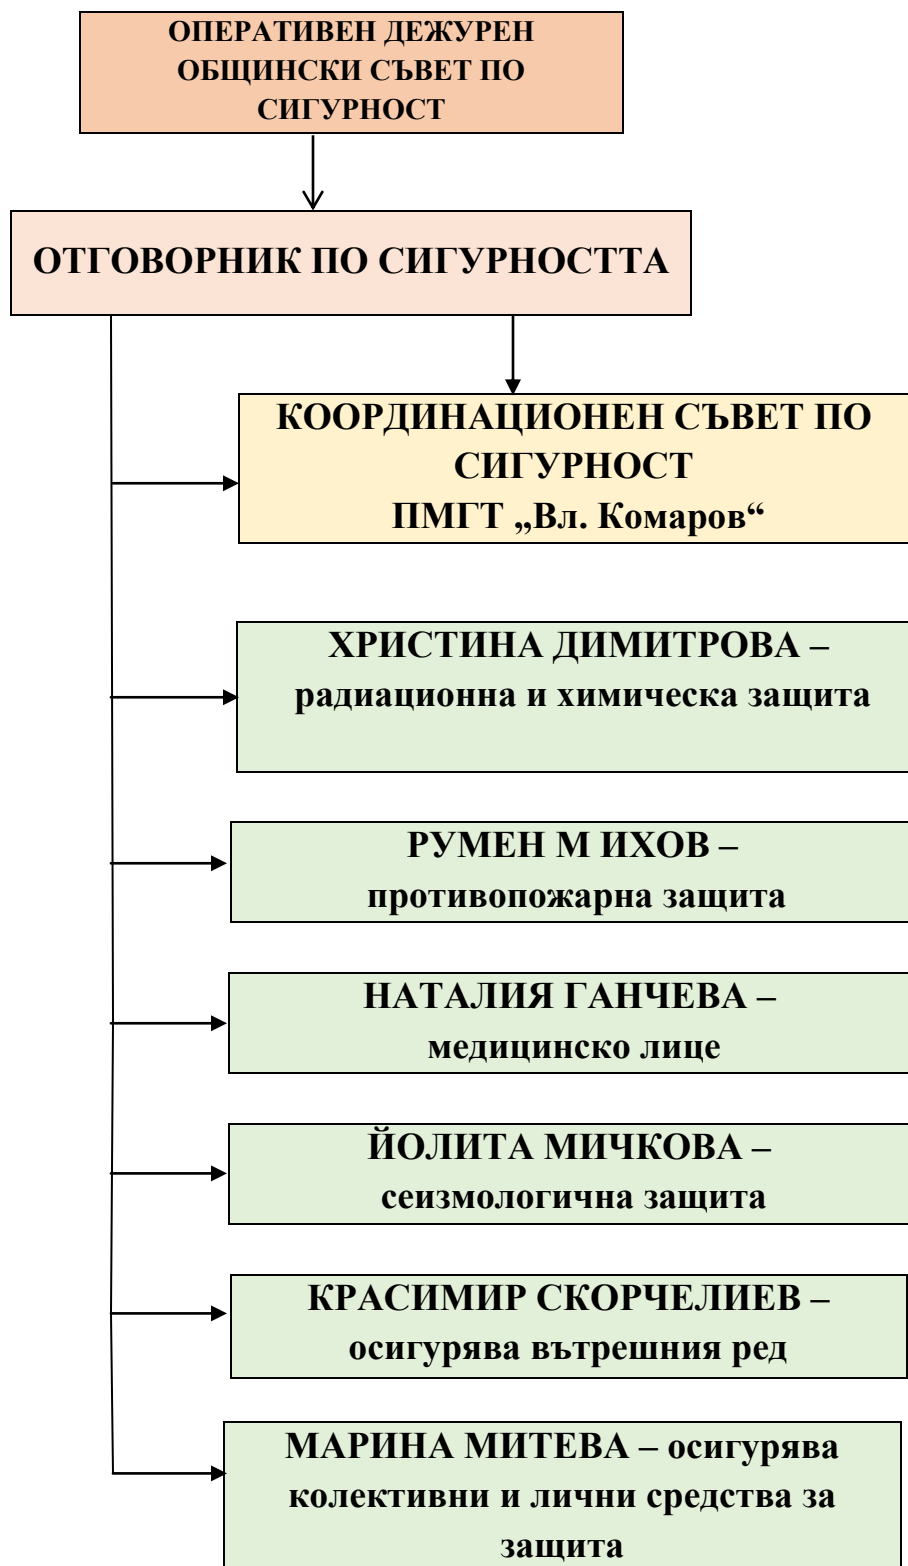 ОПЕРАТИВЕН ДЕЖУРЕН
ОБЩИНСКИ СЪВЕТ ПО
СИГУРНОСТ
ОТГОВОРНИК ПО СИГУРНОСТТА
КООРДИНАЦИОНЕН СЪВЕТ ПО
СИГУРНОСТ
ПМГТ „Вл. Комаров“
ХРИСТИНА ДИМИТРОВА –
радиационна и химическа защита
РУМЕН М ИХОВ –
противопожарна защита
НАТАЛИЯ ГАНЧЕВА –
медицинско лице
ЙОЛИТА МИЧКОВА –
сеизмологична защита
КРАСИМИР СКОРЧЕЛИЕВ –
осигурява вътрешния ред
МАРИНА МИТЕВА – осигурява
колективни и лични средства за
защита